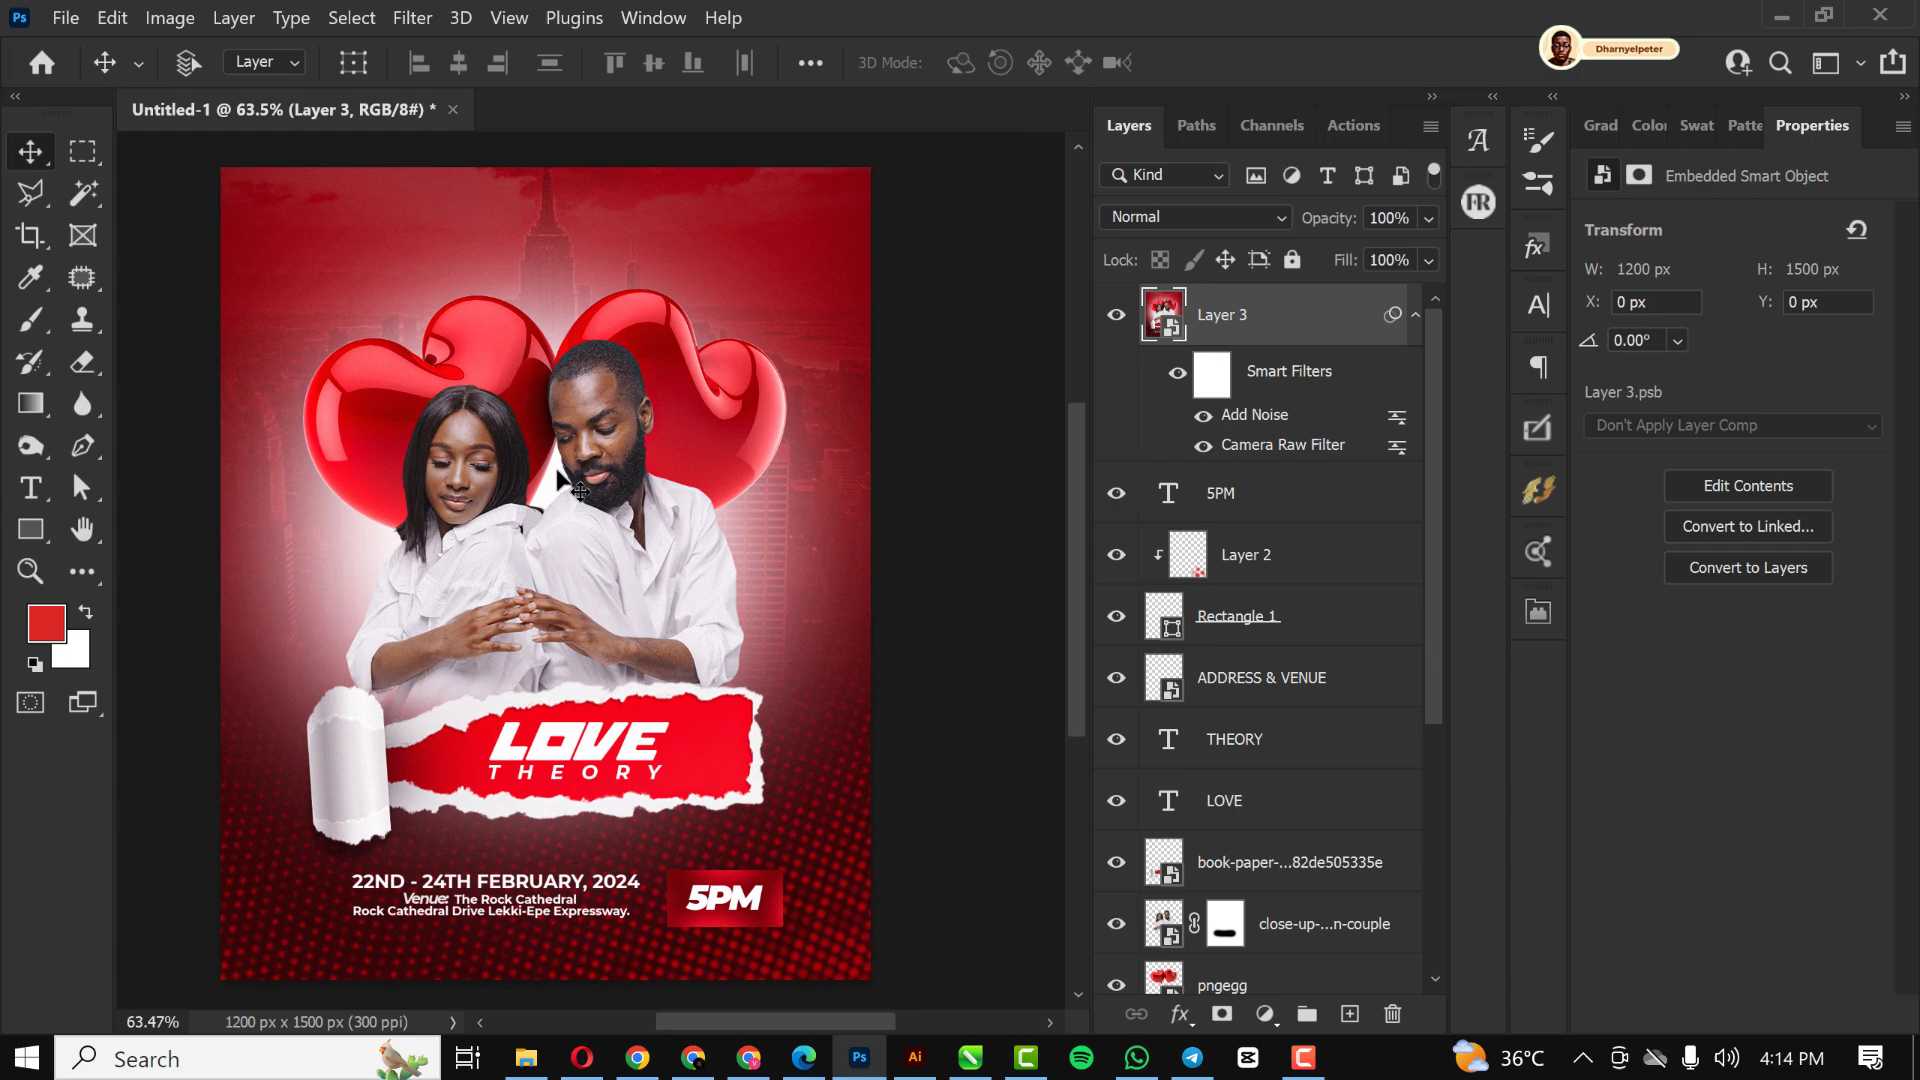 Ps File Edit Image Layer Type Select Filter 3D View Plugins Window Help
Layer 3D Mode: Dharnyelpeter
Untitled-1 @ 63.5% (Layer 3, RGB/8#) *
LOVE
THEORY
22ND - 24TH FEBRUARY, 2024
Venue: The Rock Cathedral
Rock Cathedral Drive Lekki-Epe Expressway.
5PM
63.47% 1200 px x 1500 px (300 ppi)
Layers Paths Channels Actions
Kind
Normal Opacity: 100%
Lock: Fill: 100%
Layer 3
Smart Filters
Add Noise
Camera Raw Filter
5PM
Layer 2
Rectangle 1
ADDRESS & VENUE
THEORY
LOVE
book-paper-...82de505335e
close-up-...n-couple
pngegg
fx
A
FR
fx
A
Grad Color Swat Patte Properties
Embedded Smart Object
Transform
W: 1200 px H: 1500 px
X: 0 px Y: 0 px
0.00°
Layer 3.psb
Don't Apply Layer Comp
Edit Contents
Convert to Linked...
Convert to Layers
Search Ps Ai 36°C 4:14 PM